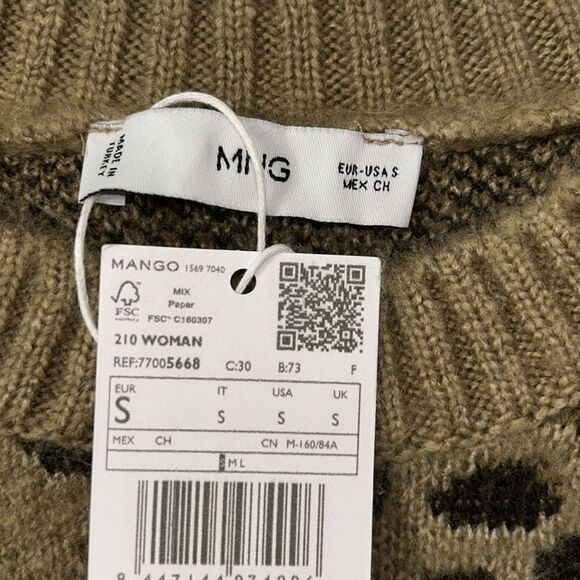 MADE IN
TURKEY
MNG
EUR-USA S
MEX CH
MANGO 1569 7040
FSC
MIX
Paper
FSC™ C160307
210 WOMAN
REF:77005668 C:30 B:73 F
EUR IT USA UK
S S S S
MEX CH CN M-160/84A
S M L